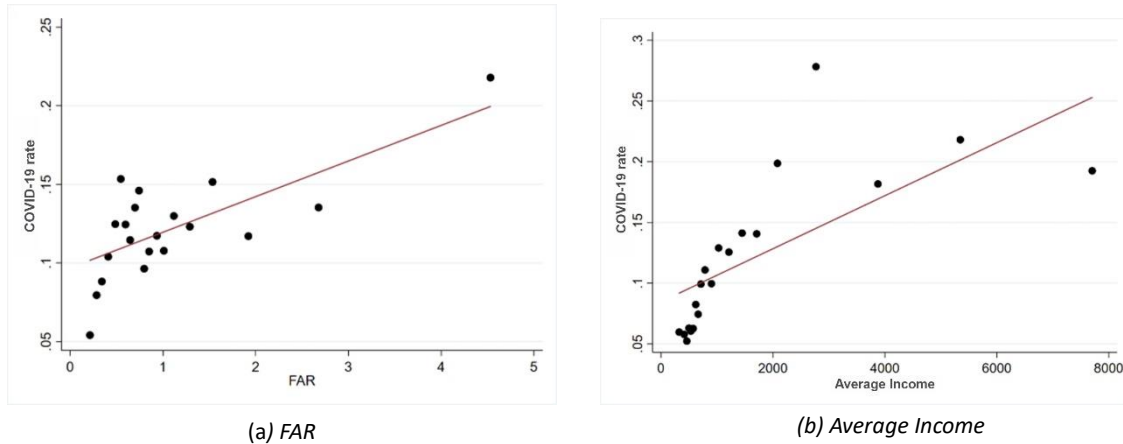 .25
.2
.15
.1
.05
COVID-19 rate
0 1 2 3 4 5
FAR
(a) FAR
.3
.25
.2
.15
.1
.05
COVID-19 rate
0 2000 4000 6000 8000
Average Income
(b) Average Income